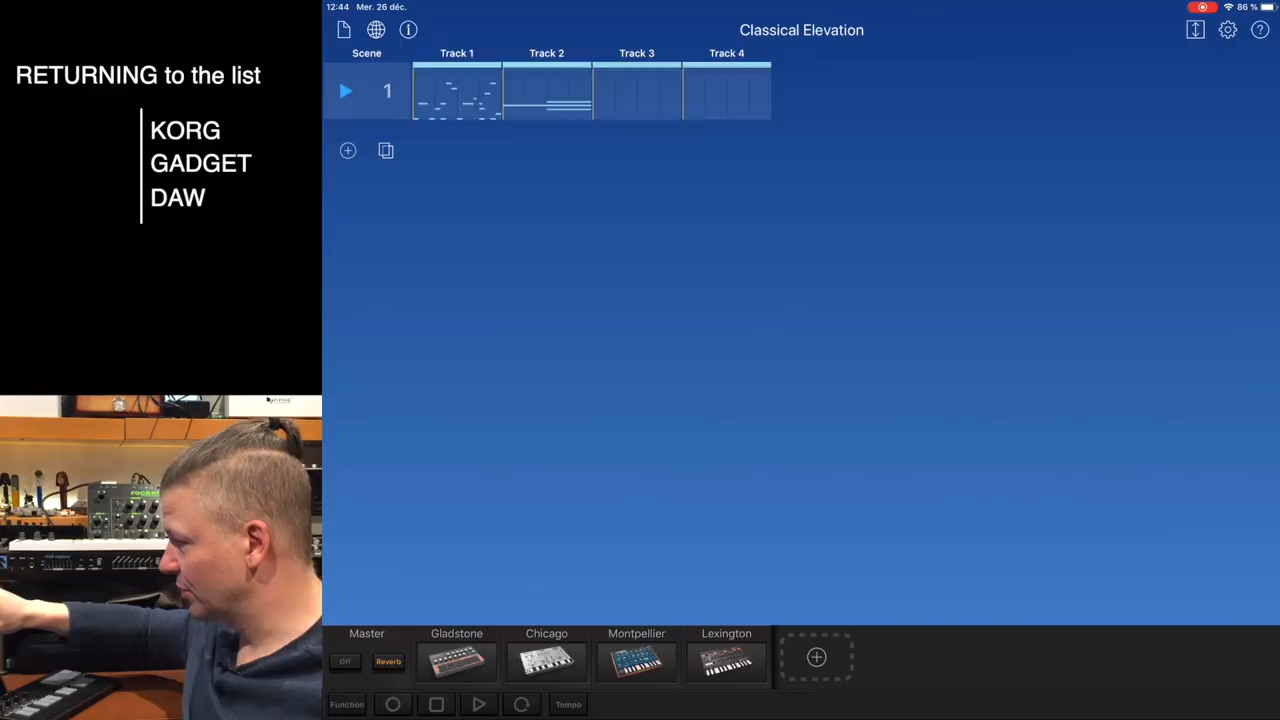 12:44 Mer. 26 déc.
86 %
Classical Elevation
Scene Track 1 Track 2 Track 3 Track 4
1
RETURNING to the list
KORG
GADGET
DAW
rocket
Master Gladstone Chicago Montpellier Lexington
Off Reverb
Function Tempo